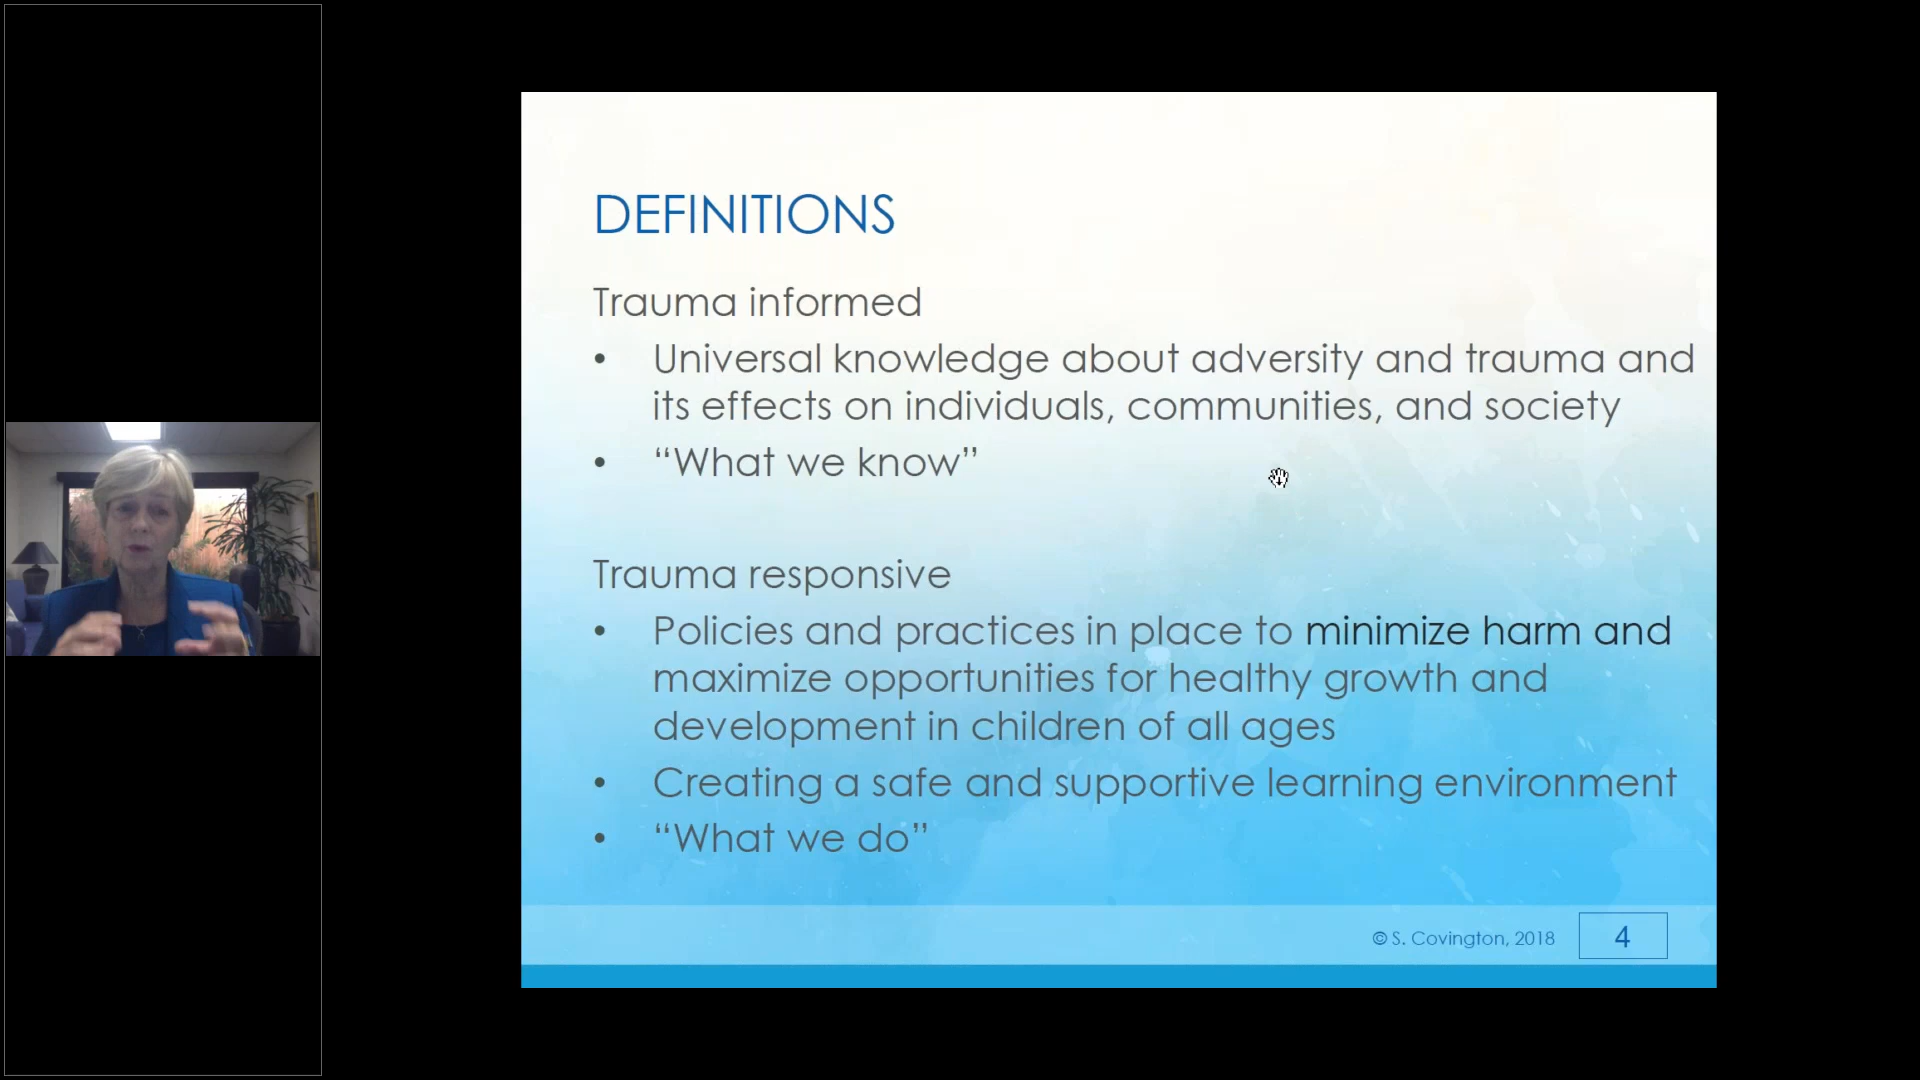 DEFINITIONS
Trauma informed
• Universal knowledge about adversity and trauma and
its effects on individuals, communities, and society
• “What we know”
Trauma responsive
• Policies and practices in place to minimize harm and
maximize opportunities for healthy growth and
development in children of all ages
• Creating a safe and supportive learning environment
• “What we do”
© S. Covington, 2018
4